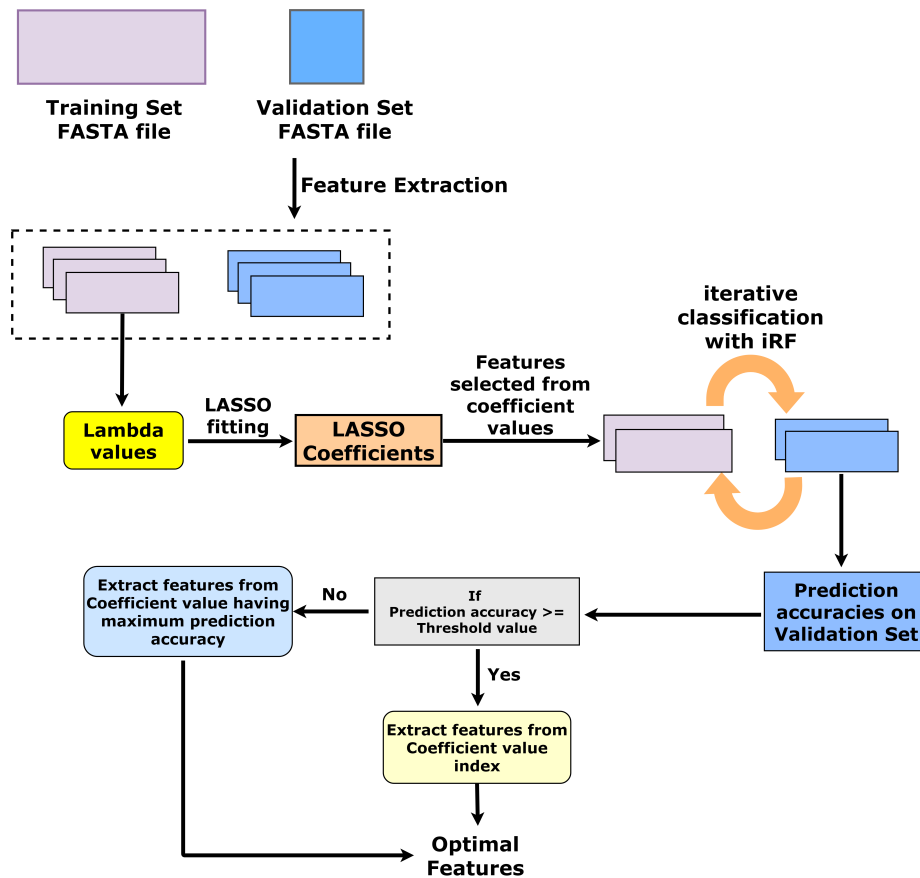 Training Set
FASTA file
Validation Set
FASTA file
Feature Extraction
iterative
classification
with iRF
Features
selected from
coefficient
values
LASSO
fitting
Lambda
values
LASSO
Coefficients
Prediction
accuracies on
Validation Set
If
Prediction accuracy >=
Threshold value
No
Extract features from
Coefficient value having
maximum prediction
accuracy
Yes
Extract features from
Coefficient value
index
Optimal
Features